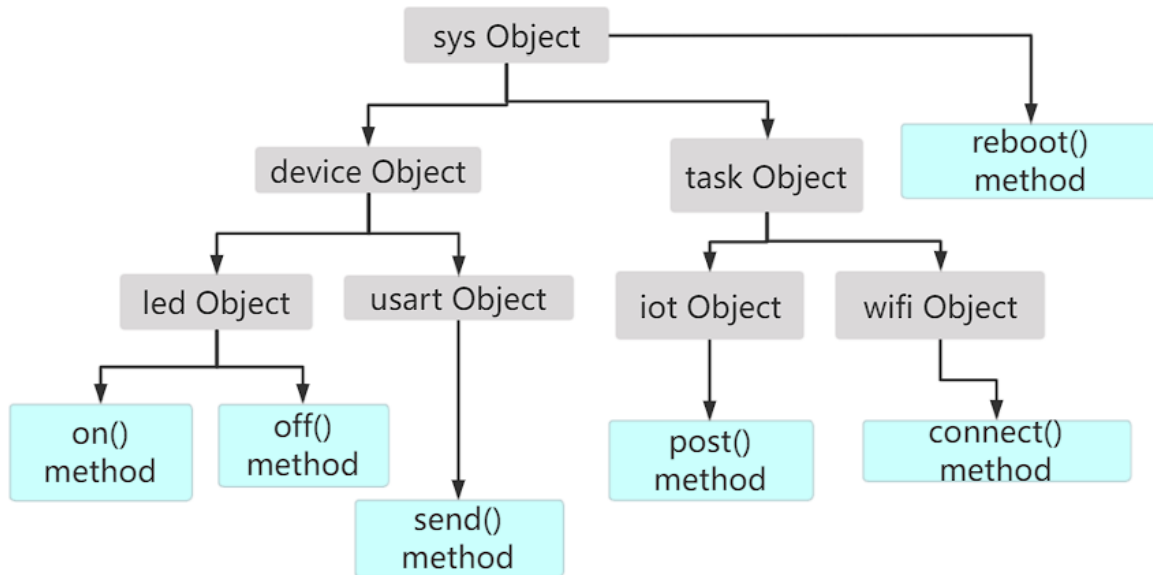 sys Object
reboot()
method
device Object
task Object
led Object
usart Object
iot Object
wifi Object
on()
method
off()
method
post()
method
connect()
method
send()
method